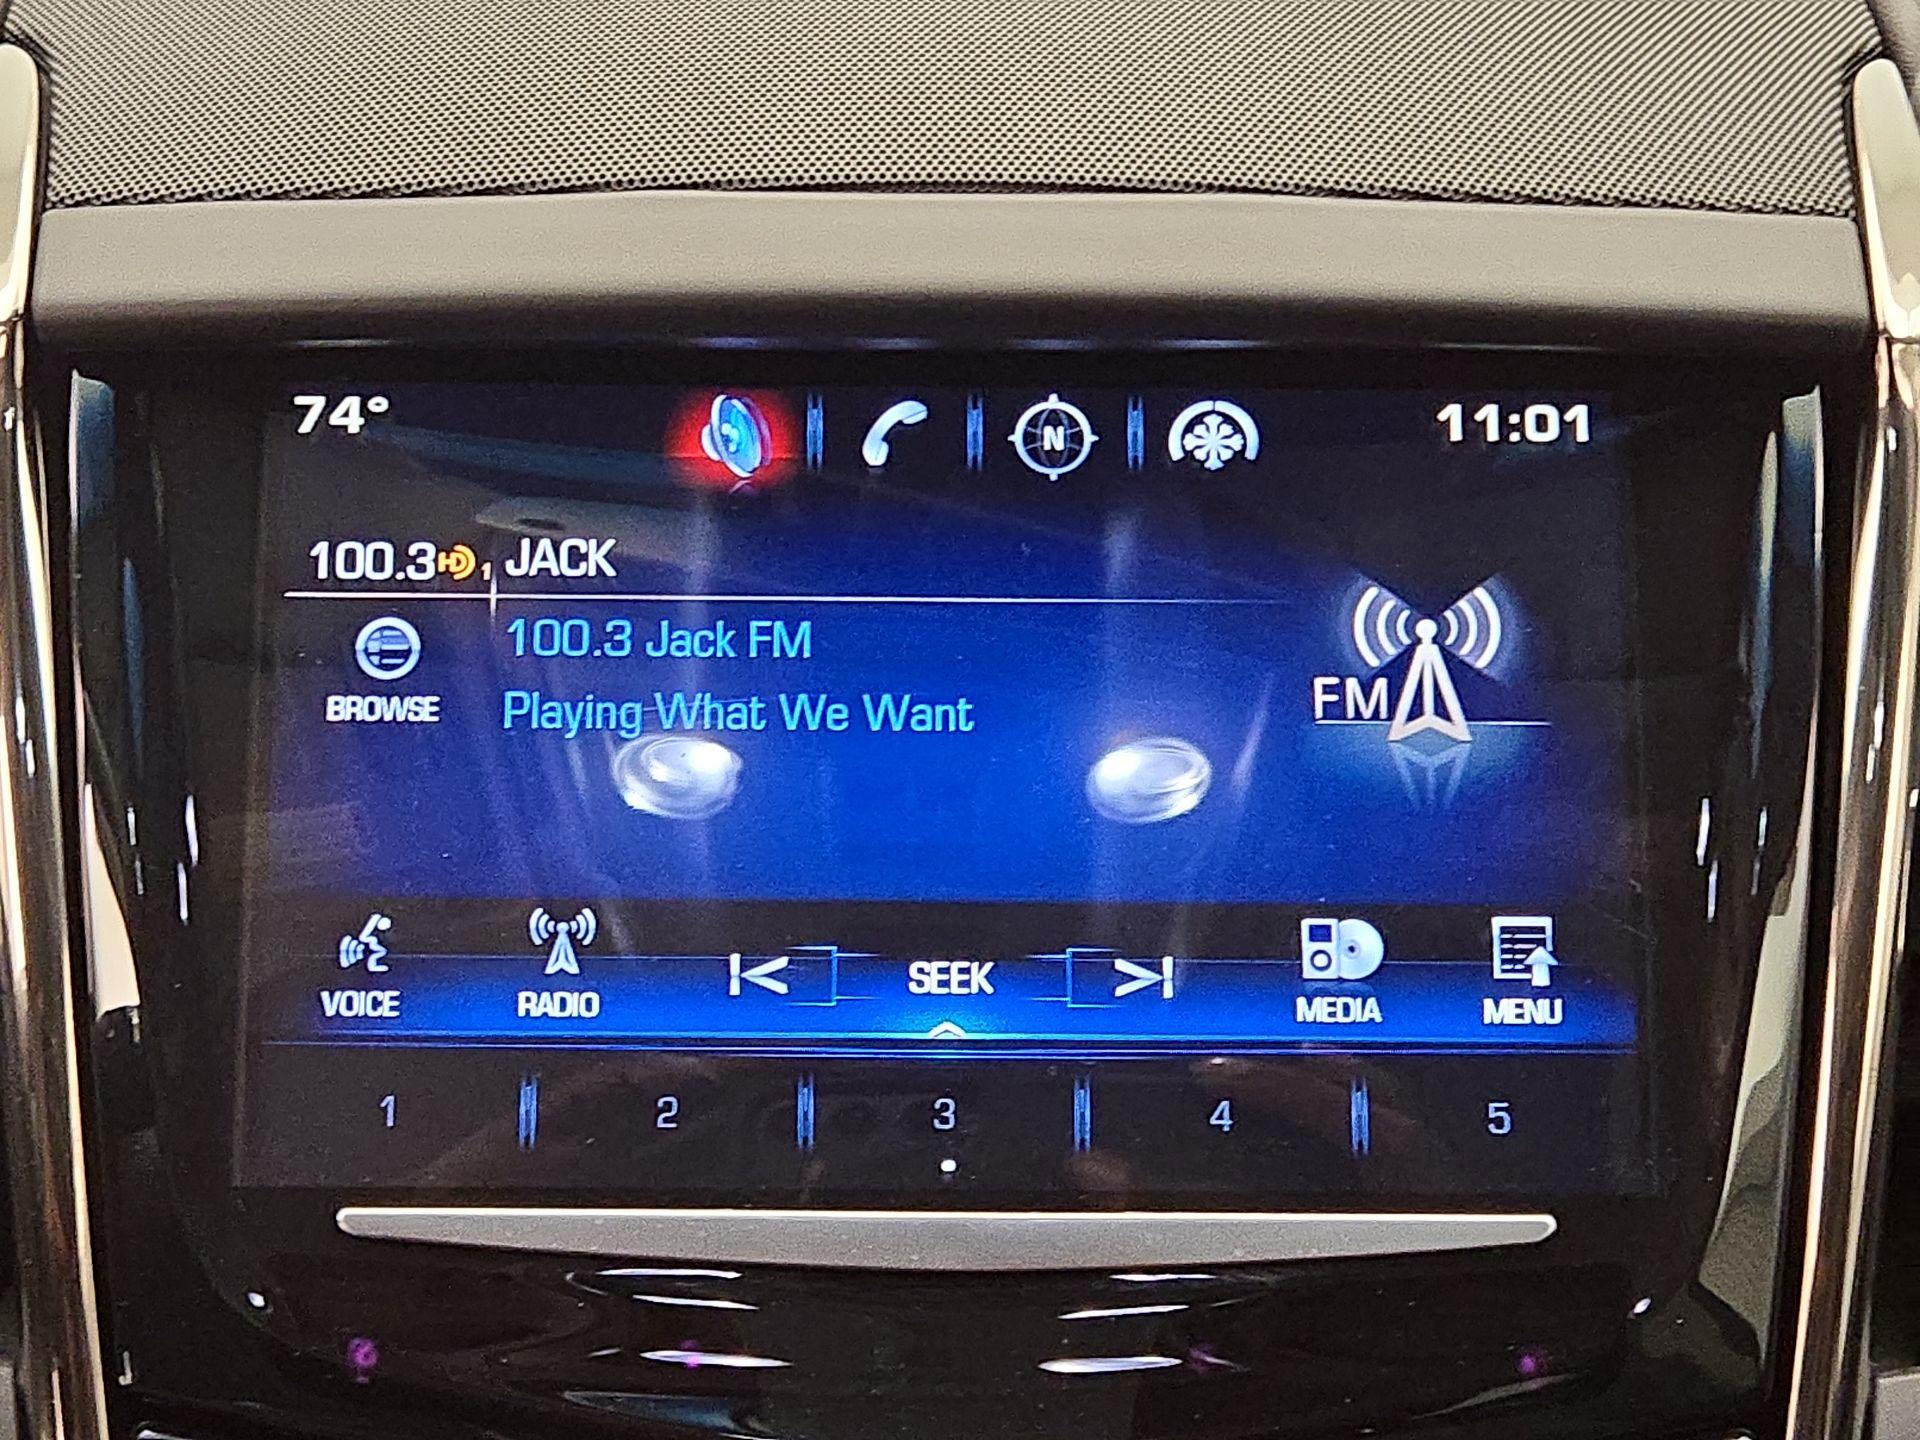 74° N 11:01
100.3 HD 1 JACK
100.3 Jack FM
BROWSE
Playing What We Want
FM
VOICE RADIO SEEK MEDIA MENU
1 2 3 4 5